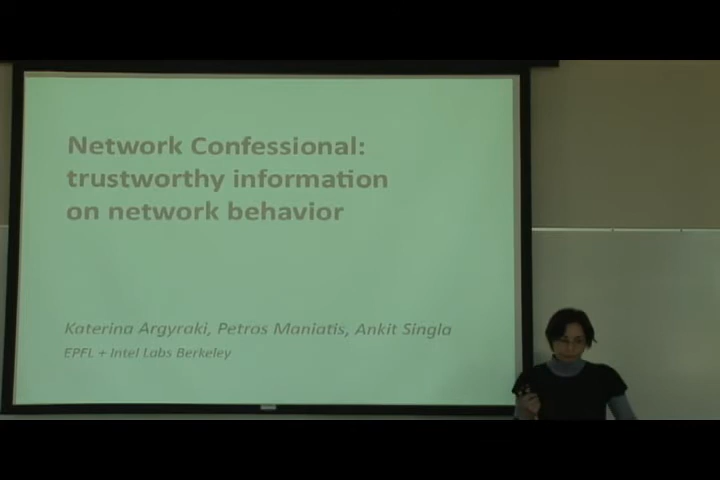 Network Confessional:
trustworthy information
on network behavior
Katerina Argyraki, Petros Maniatis, Ankit Singla
EPFL + Intel Labs Berkeley